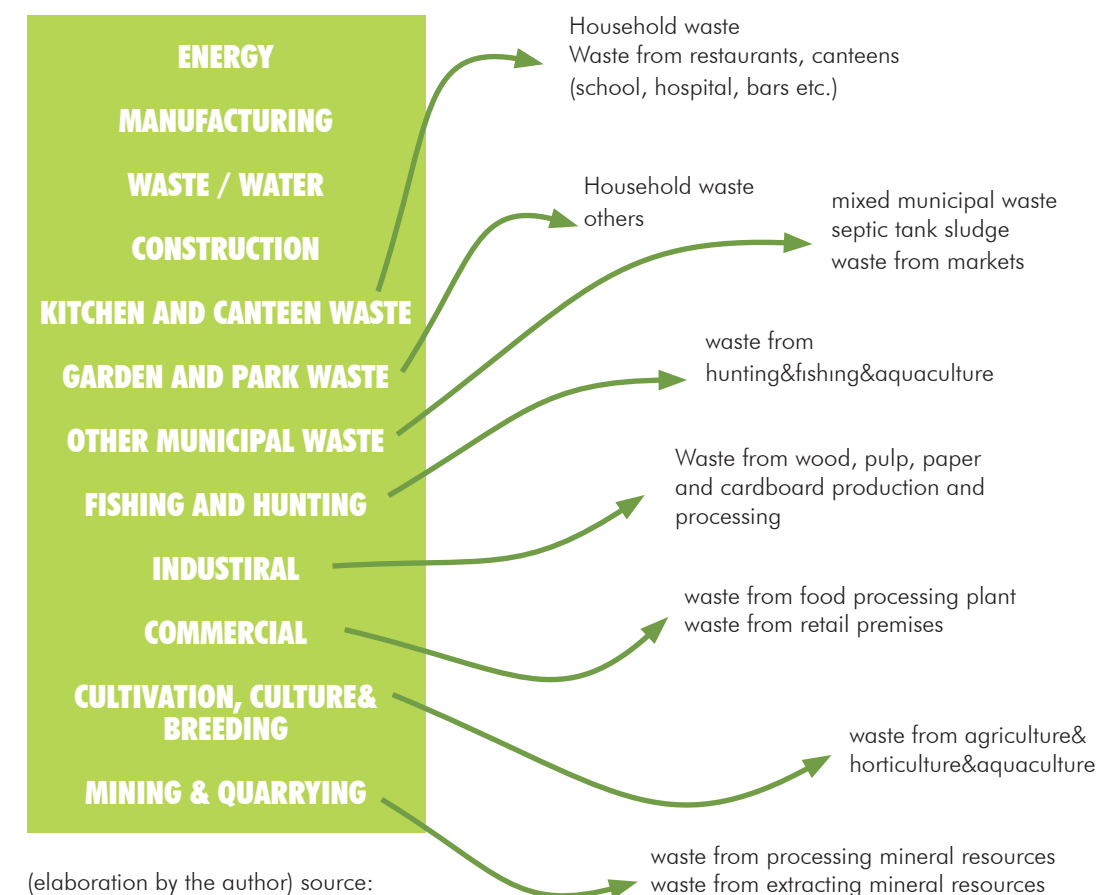 ENERGY
MANUFACTURING
WASTE / WATER
CONSTRUCTION
KITCHEN AND CANTEEN WASTE
GARDEN AND PARK WASTE
OTHER MUNICIPAL WASTE
FISHING AND HUNTING
INDUSTIRAL
COMMERCIAL
CULTIVATION, CULTURE&
BREEDING
MINING & QUARRYING
Household waste
Waste from restaurants, canteens
(school, hospital, bars etc.)
Household waste
others
mixed municipal waste
septic tank sludge
waste from markets
waste from
hunting&fishing&aquaculture
Waste from wood, pulp, paper
and cardboard production and
processing
waste from food processing plant
waste from retail premises
waste from agriculture&
horticulture&aquaculture
waste from processing mineral resources
waste from extracting mineral resources
(elaboration by the author) source: